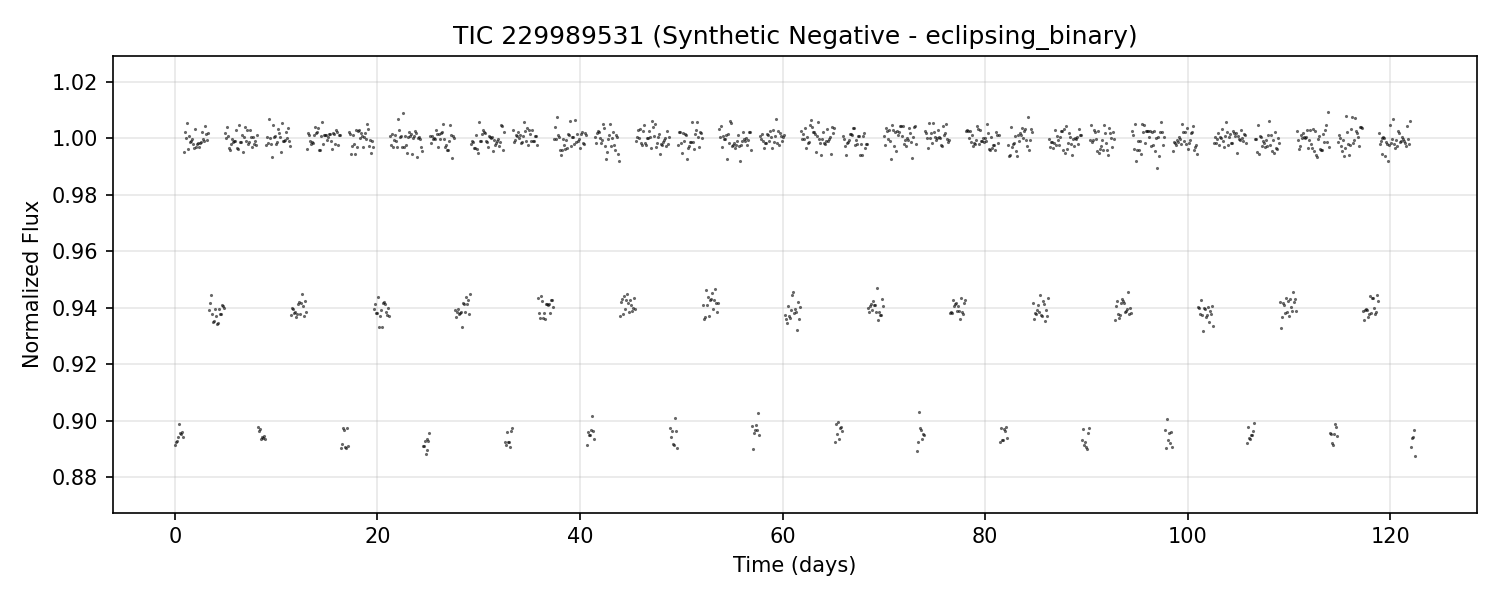 TIC 229989531 (Synthetic Negative - eclipsing_binary)
1.02
1.00
0.98
0.96
0.94
0.92
0.90
0.88
Normalized Flux
0 20 40 60 80 100 120
Time (days)